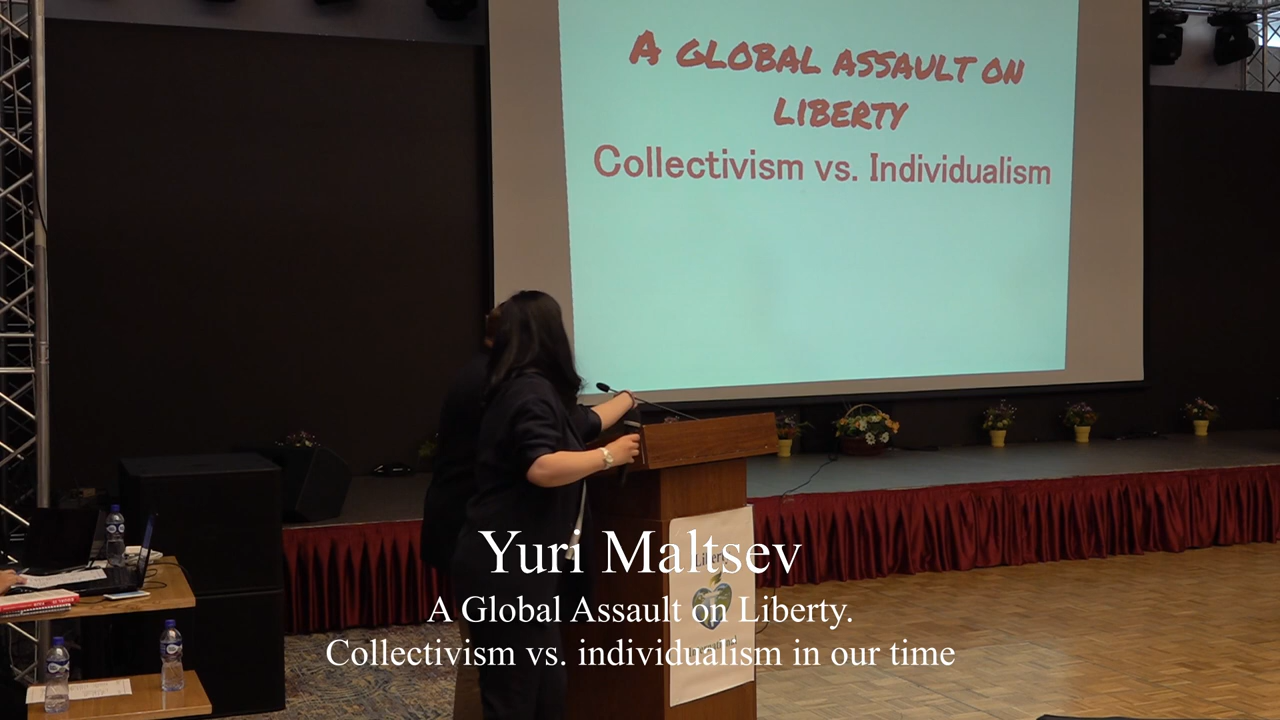 A GLOBAL ASSAULT ON
LIBERTY
Collectivism vs. Individualism
Yuri Maltsev
A Global Assault on Liberty.
Collectivism vs. individualism in our time